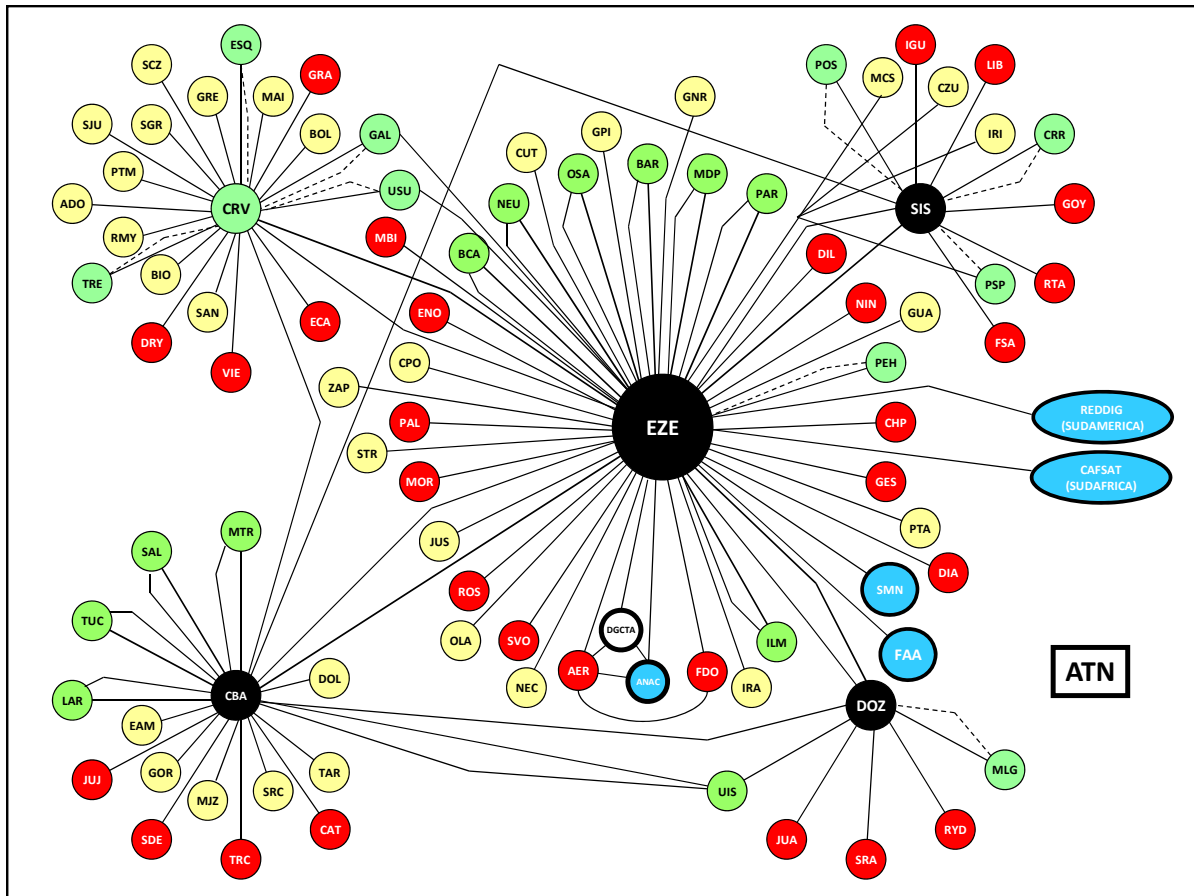 ESQ
SCZ
GRA
GRE
MAI
SJU
SGR
BOL
GAL
PTM
USU
ADO
CRV
RMY
BIO
TRE
SAN
ECA
DRY
VIE
MBI
IGU
POS
MCS
LIB
CZU
GNR
IRI
CRR
GPI
CUT
BAR
OSA
MDP
PAR
NEU
SIS
GOY
BCA
DIL
PSP
RTA
NIN
GUA
FSA
ENO
CPO
PEH
ZAP
PAL
EZE
CHP
REDDIG
(SUDAMERICA)
STR
CAFSAT
(SUDAFRICA)
MOR
GES
PTA
JUS
DIA
SMN
ROS
DGCTA
OLA
SVO
ILM
FAA
AER
ANAC
FDO
NEC
IRA
ATN
MTR
SAL
TUC
DOL
LAR
CBA
EAM
DOZ
JUJ
GOR
TAR
SRC
MJZ
UIS
MLG
SDE
CAT
TRC
JUA
RYD
SRA